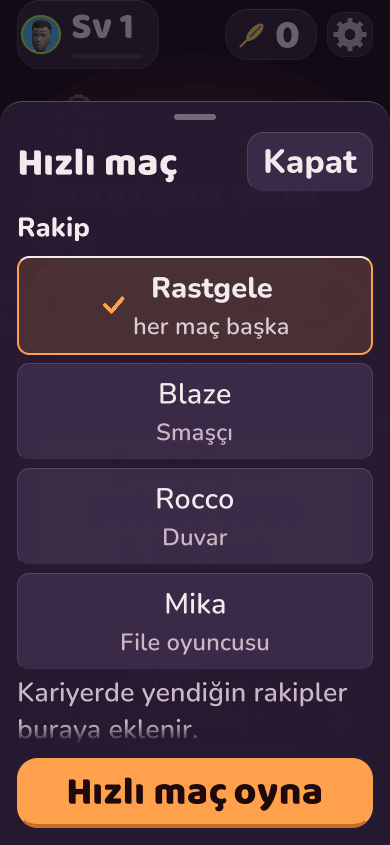 Sv 1
0
Hızlı maç
Kapat
Rakip
Rastgele
her maç başka
Blaze
Smaşçı
Rocco
Duvar
Mika
File oyuncusu
Kariyerde yendiğin rakipler
buraya eklenir.
Hızlı maç oyna